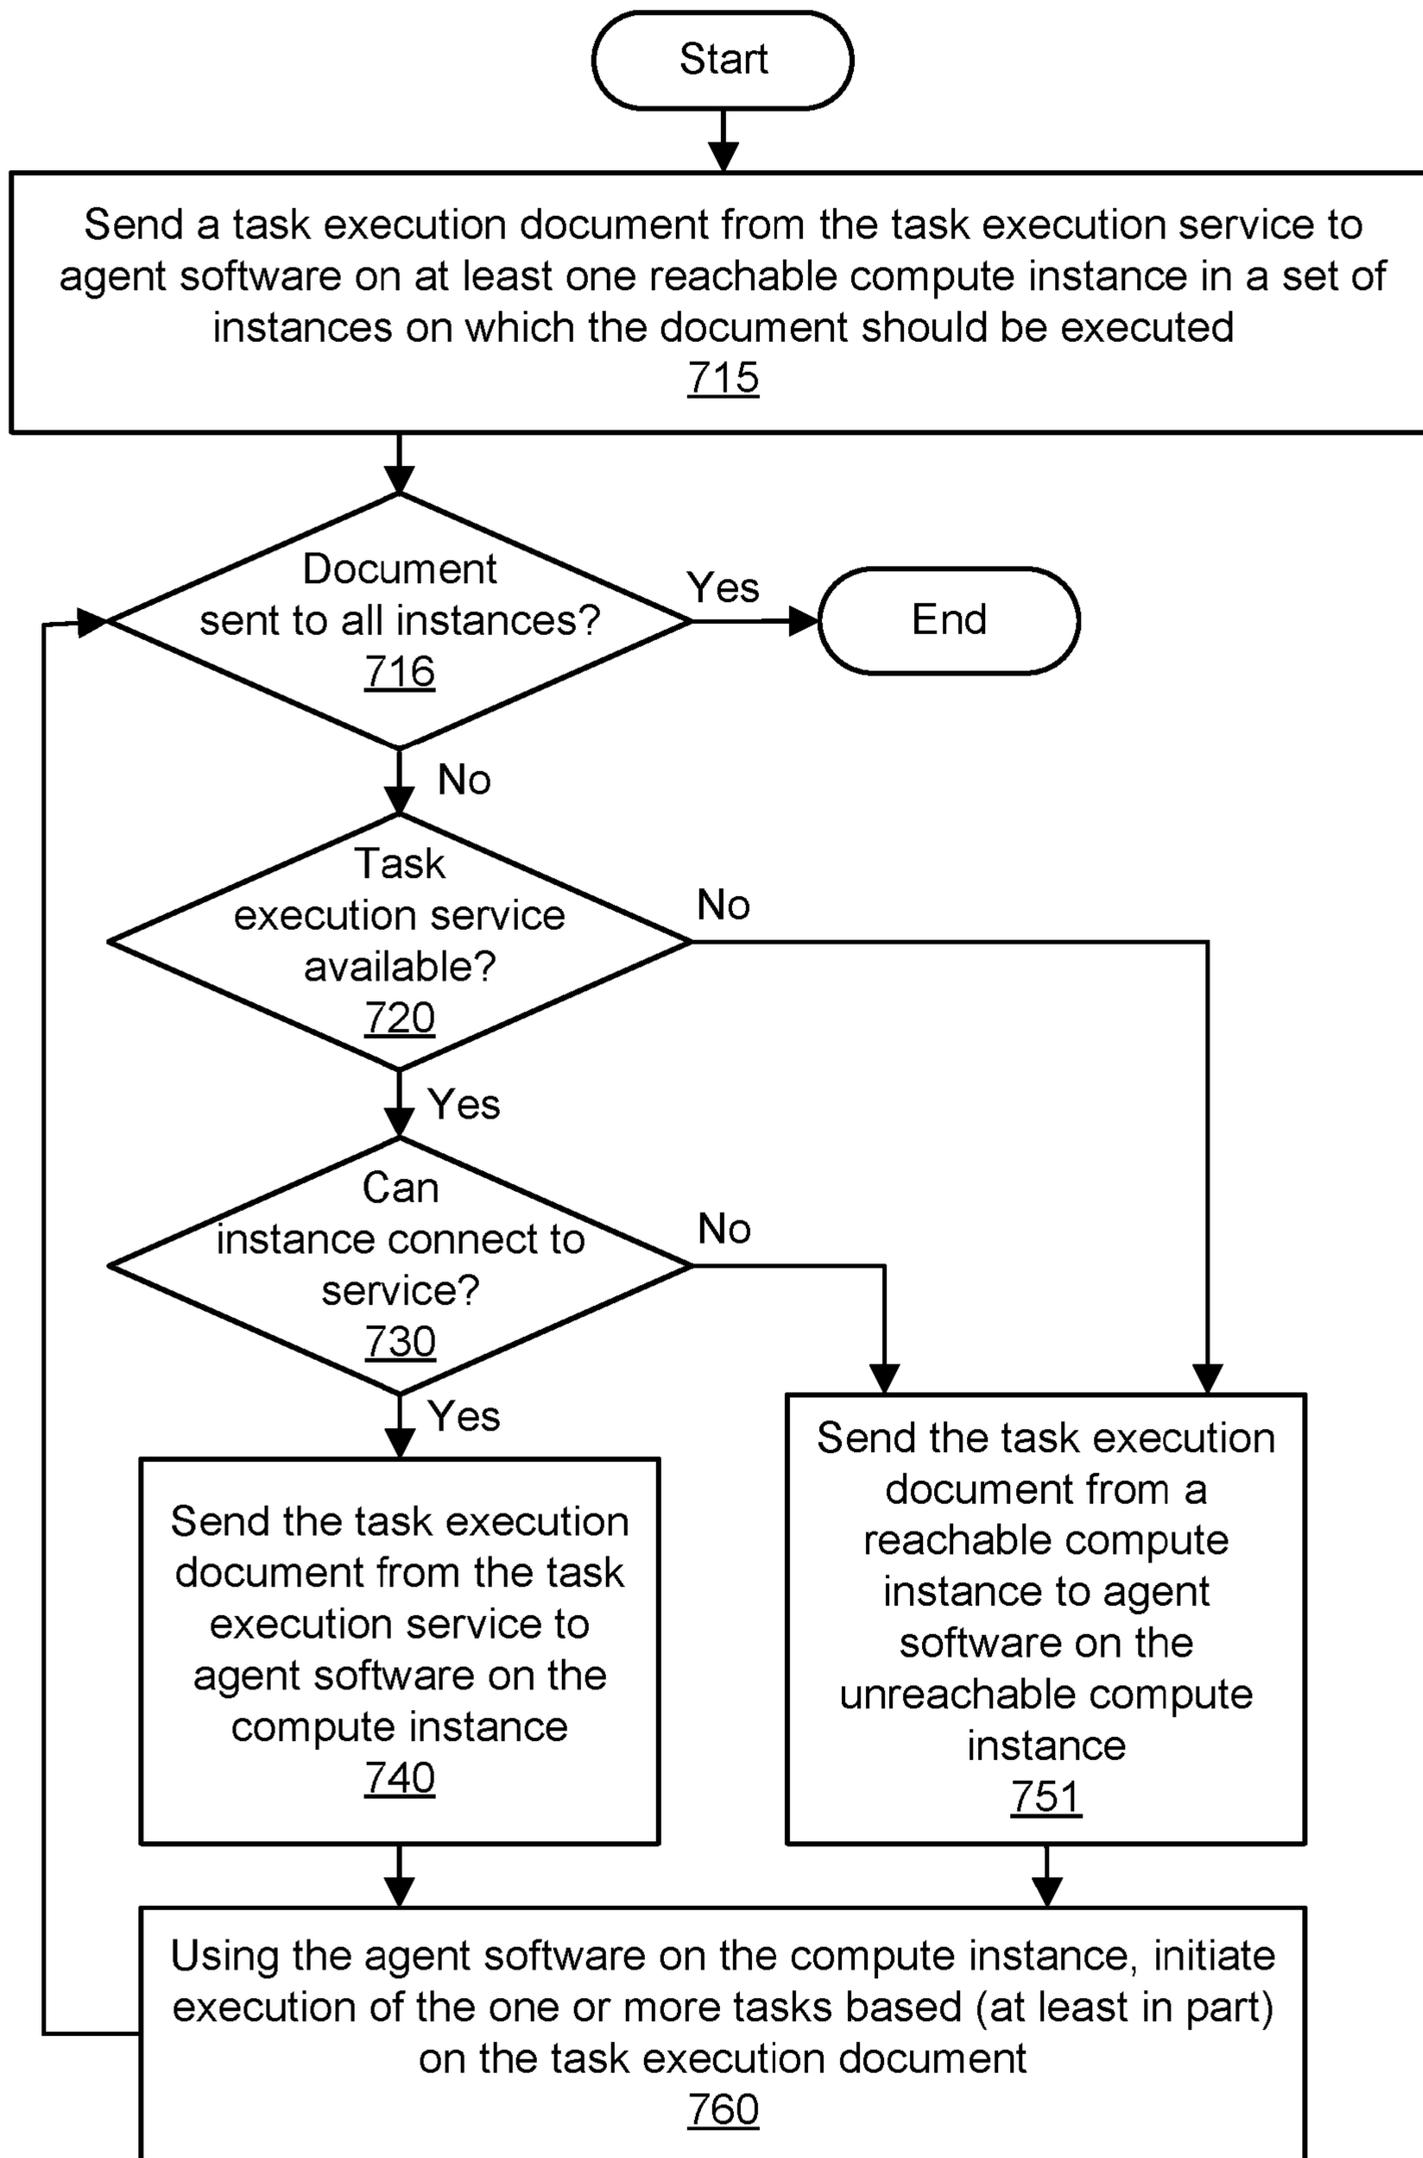 Start
Send a task execution document from the task execution service to
agent software on at least one reachable compute instance in a set of
instances on which the document should be executed
715
Document
sent to all instances?
716
Yes
End
No
Task
execution service
available?
720
No
Yes
Can
instance connect to
service?
730
No
Yes
Send the task execution
document from the task
execution service to
agent software on the
compute instance
740
Send the task execution
document from a
reachable compute
instance to agent
software on the
unreachable compute
instance
751
Using the agent software on the compute instance, initiate
execution of the one or more tasks based (at least in part)
on the task execution document
760